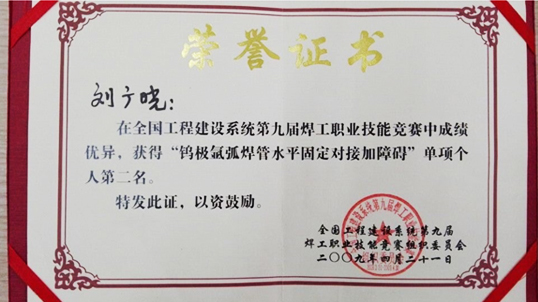 荣誉证书
刘广晓：
在全国工程建设系统第九届焊工职业技能竞赛中成绩
优异，获得“钨极氩弧焊管水平固定对接加障碍”单项个
人第二名。
特发此证，以资鼓励。
全国工程建设系统第九届
焊工职业技能竞赛组织委员会
二〇〇九年四月二十一日